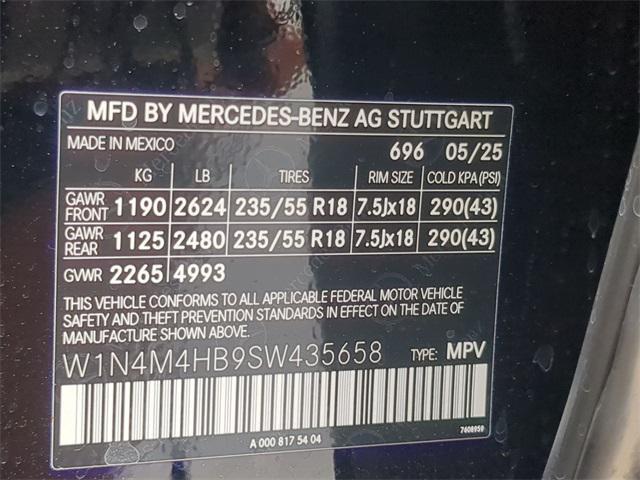 MFD BY MERCEDES-BENZ AG STUTTGART
MADE IN MEXICO 696 05/25
KG LB TIRES RIM SIZE COLD KPA(PSI)
GAWR FRONT 1190 2624 235/55 R18 7.5Jx18 290(43)
GAWR REAR 1125 2480 235/55 R18 7.5Jx18 290(43)
GVWR 2265 4993
THIS VEHICLE CONFORMS TO ALL APPLICABLE FEDERAL MOTOR VEHICLE
SAFETY AND THEFT PREVENTION STANDARDS IN EFFECT ON THE DATE OF
MANUFACTURE SHOWN ABOVE.
W1N4M4HB9SW435658 TYPE: MPV
A 000 817 54 04 7608959